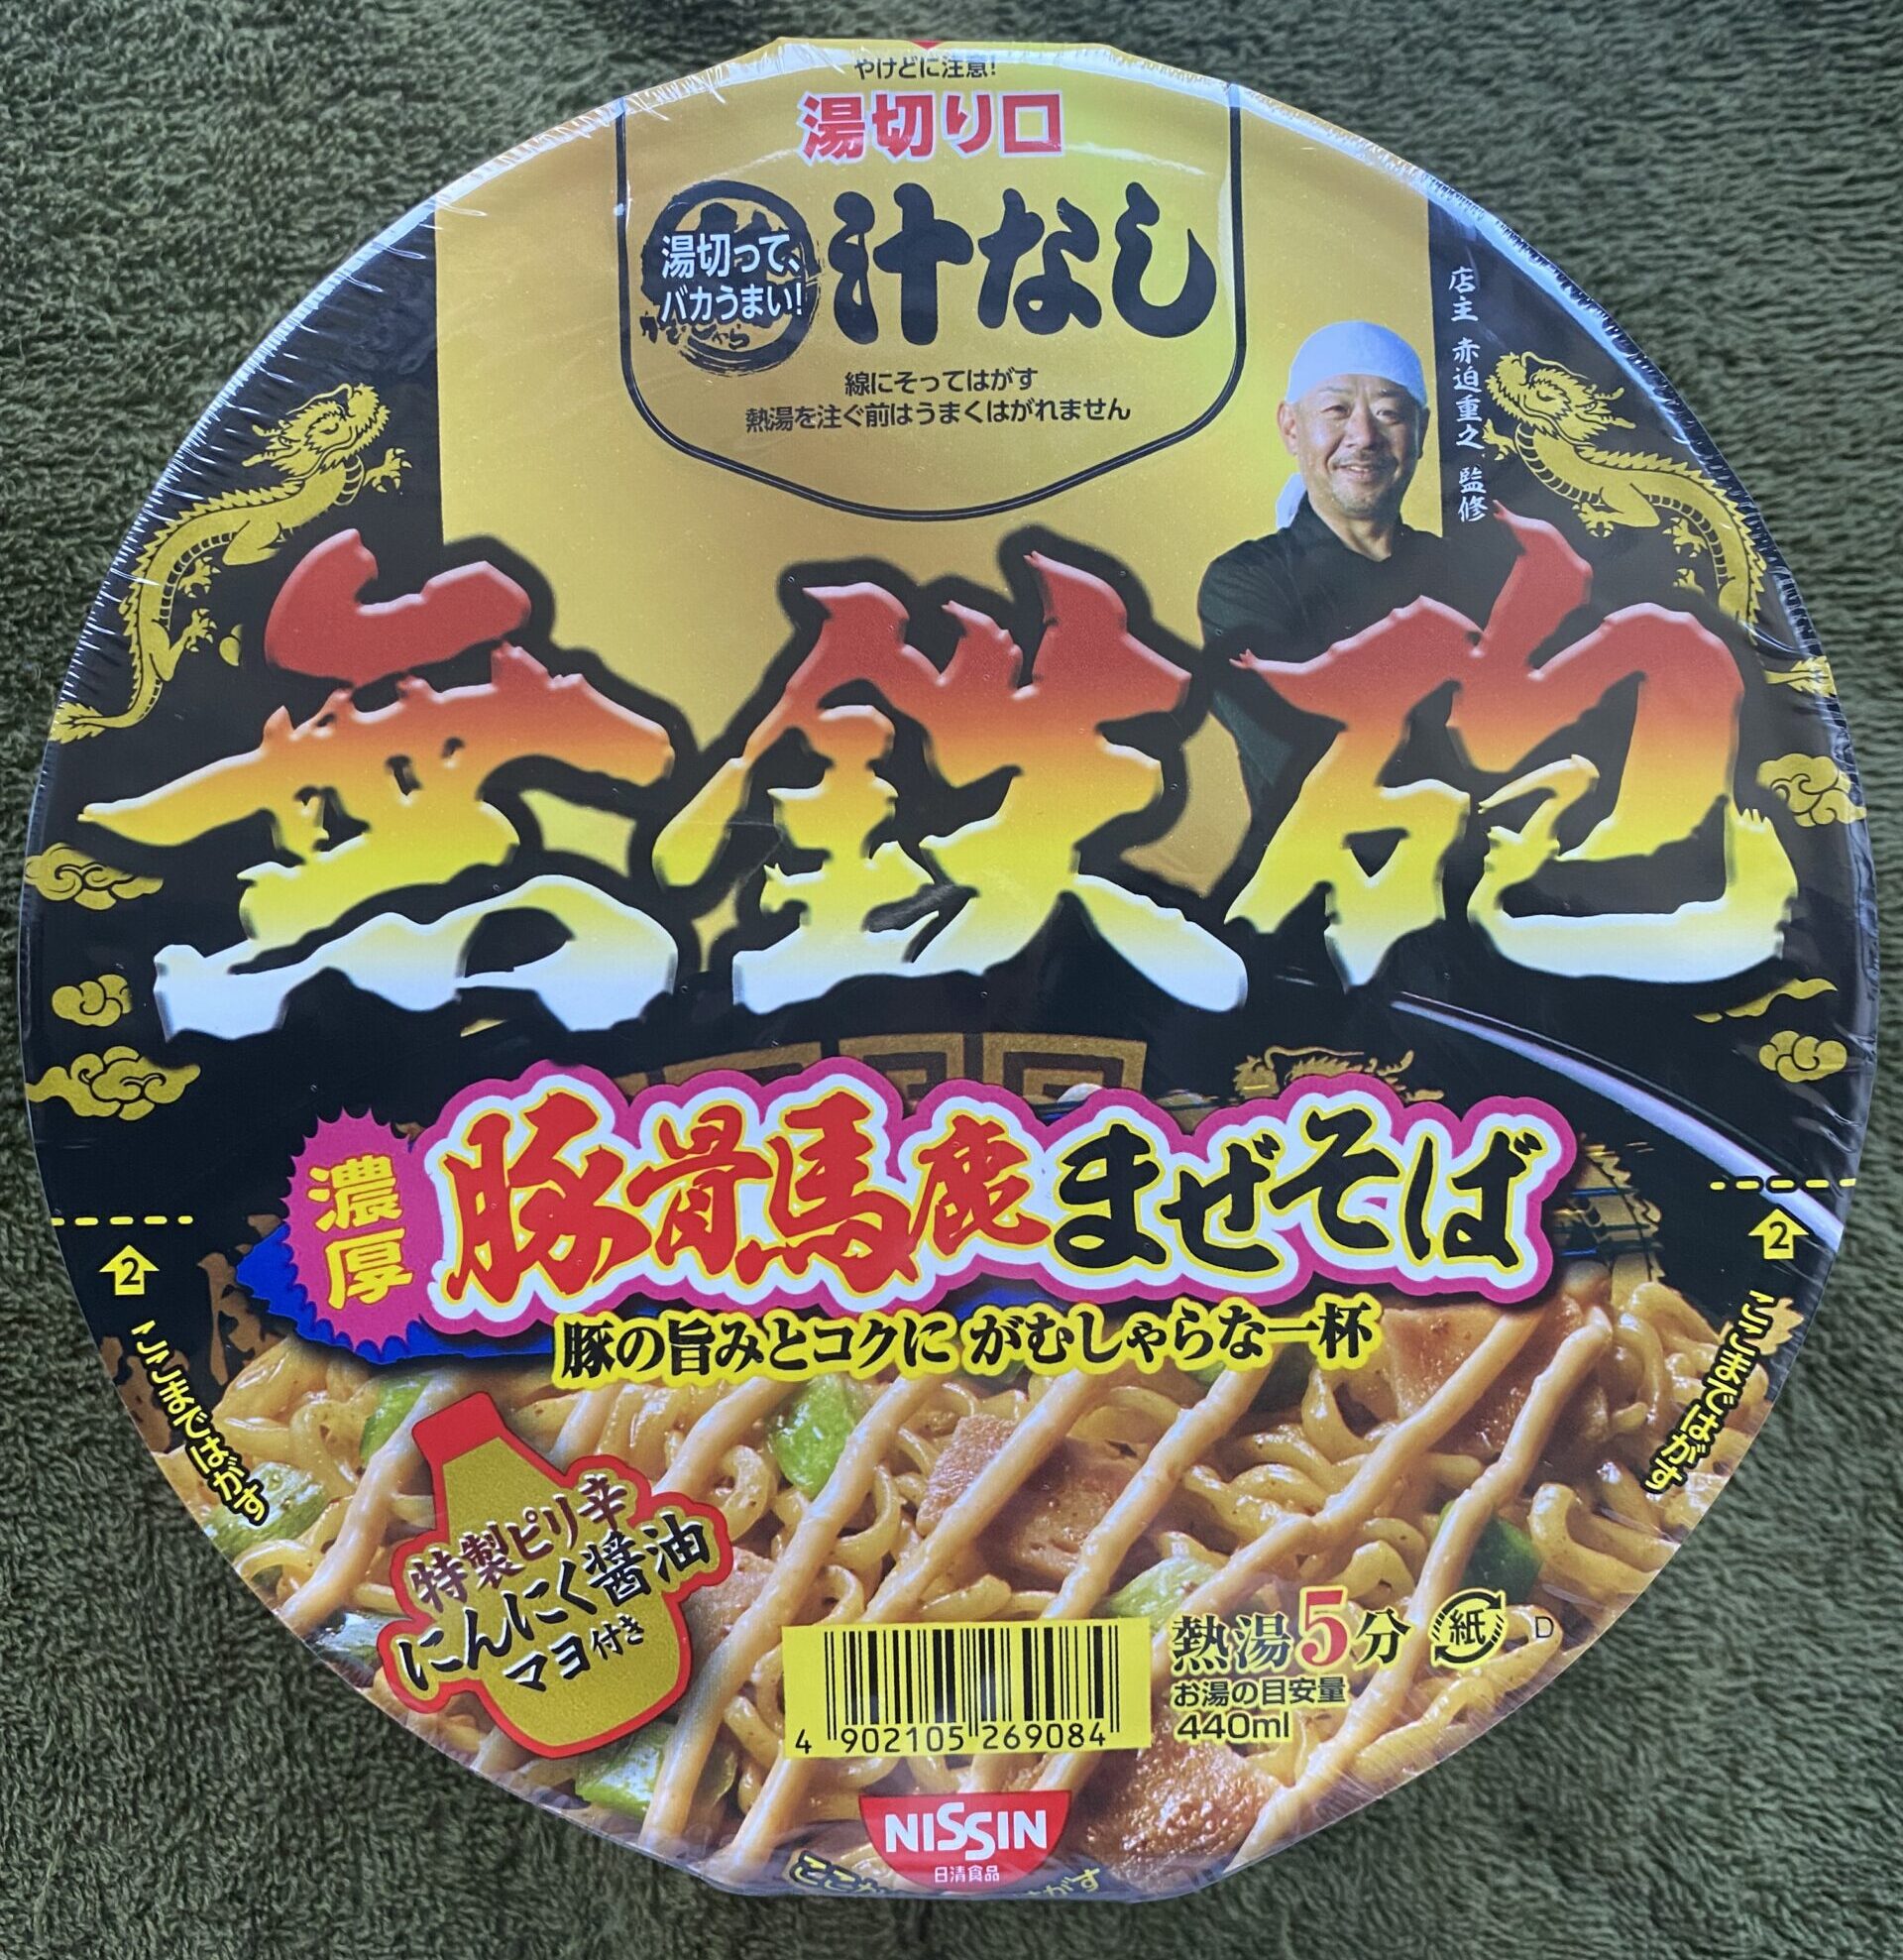 やけどに注意!
湯切り口
湯切って、
バカうまい!
汁なし
線にそってはがす
熱湯を注ぐ前はうまくはがれません
店主 赤迫重之 監修
無鉄砲
濃厚
豚骨馬鹿まぜそば
豚の旨みとコクに がむしゃらな一杯
2
ここまではがす
2
ここまではがす
特製ピリ辛
にんにく醤油
マヨ付き
熱湯5分
紙
D
お湯の目安量
440ml
4 902105 269084
NISSIN
日清食品